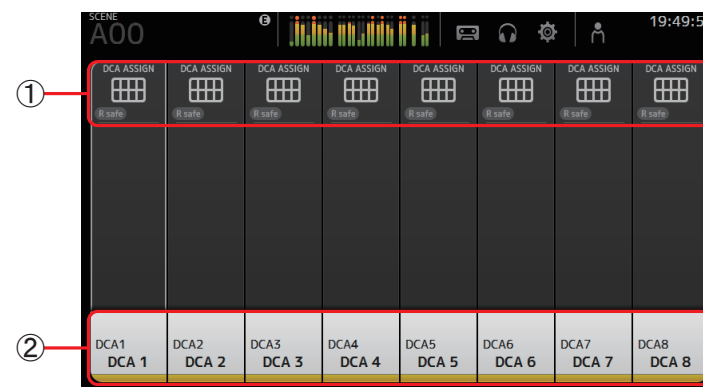 SCENE
A00
E
19:49:5
①
DCA ASSIGN DCA ASSIGN DCA ASSIGN DCA ASSIGN DCA ASSIGN DCA ASSIGN DCA ASSIGN DCA ASSIGN
R safe R safe R safe R safe R safe R safe R safe R safe
②
DCA1 DCA2 DCA3 DCA4 DCA5 DCA6 DCA7 DCA8
DCA 1 DCA 2 DCA 3 DCA 4 DCA 5 DCA 6 DCA 7 DCA 8